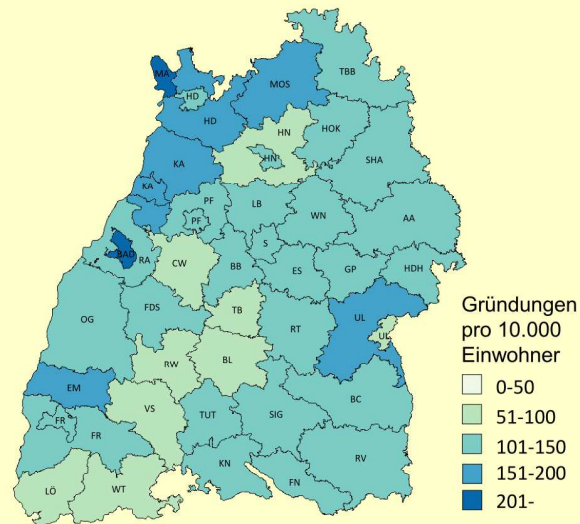 MA
TBB
MOS
HD
HD
HN
HOK
HN
KA
SHA
KA
PF
LB
WN
AA
PF
S
BAD
RA
CW
BB
ES
GP
HDH
FDS
TB
UL
OG
RT
UL
RW
BL
EM
VS
BC
FR
TUT
SIG
FR
KN
RV
LÖ
WT
FN
Gründungen
pro 10.000
Einwohner
0-50
51-100
101-150
151-200
201-